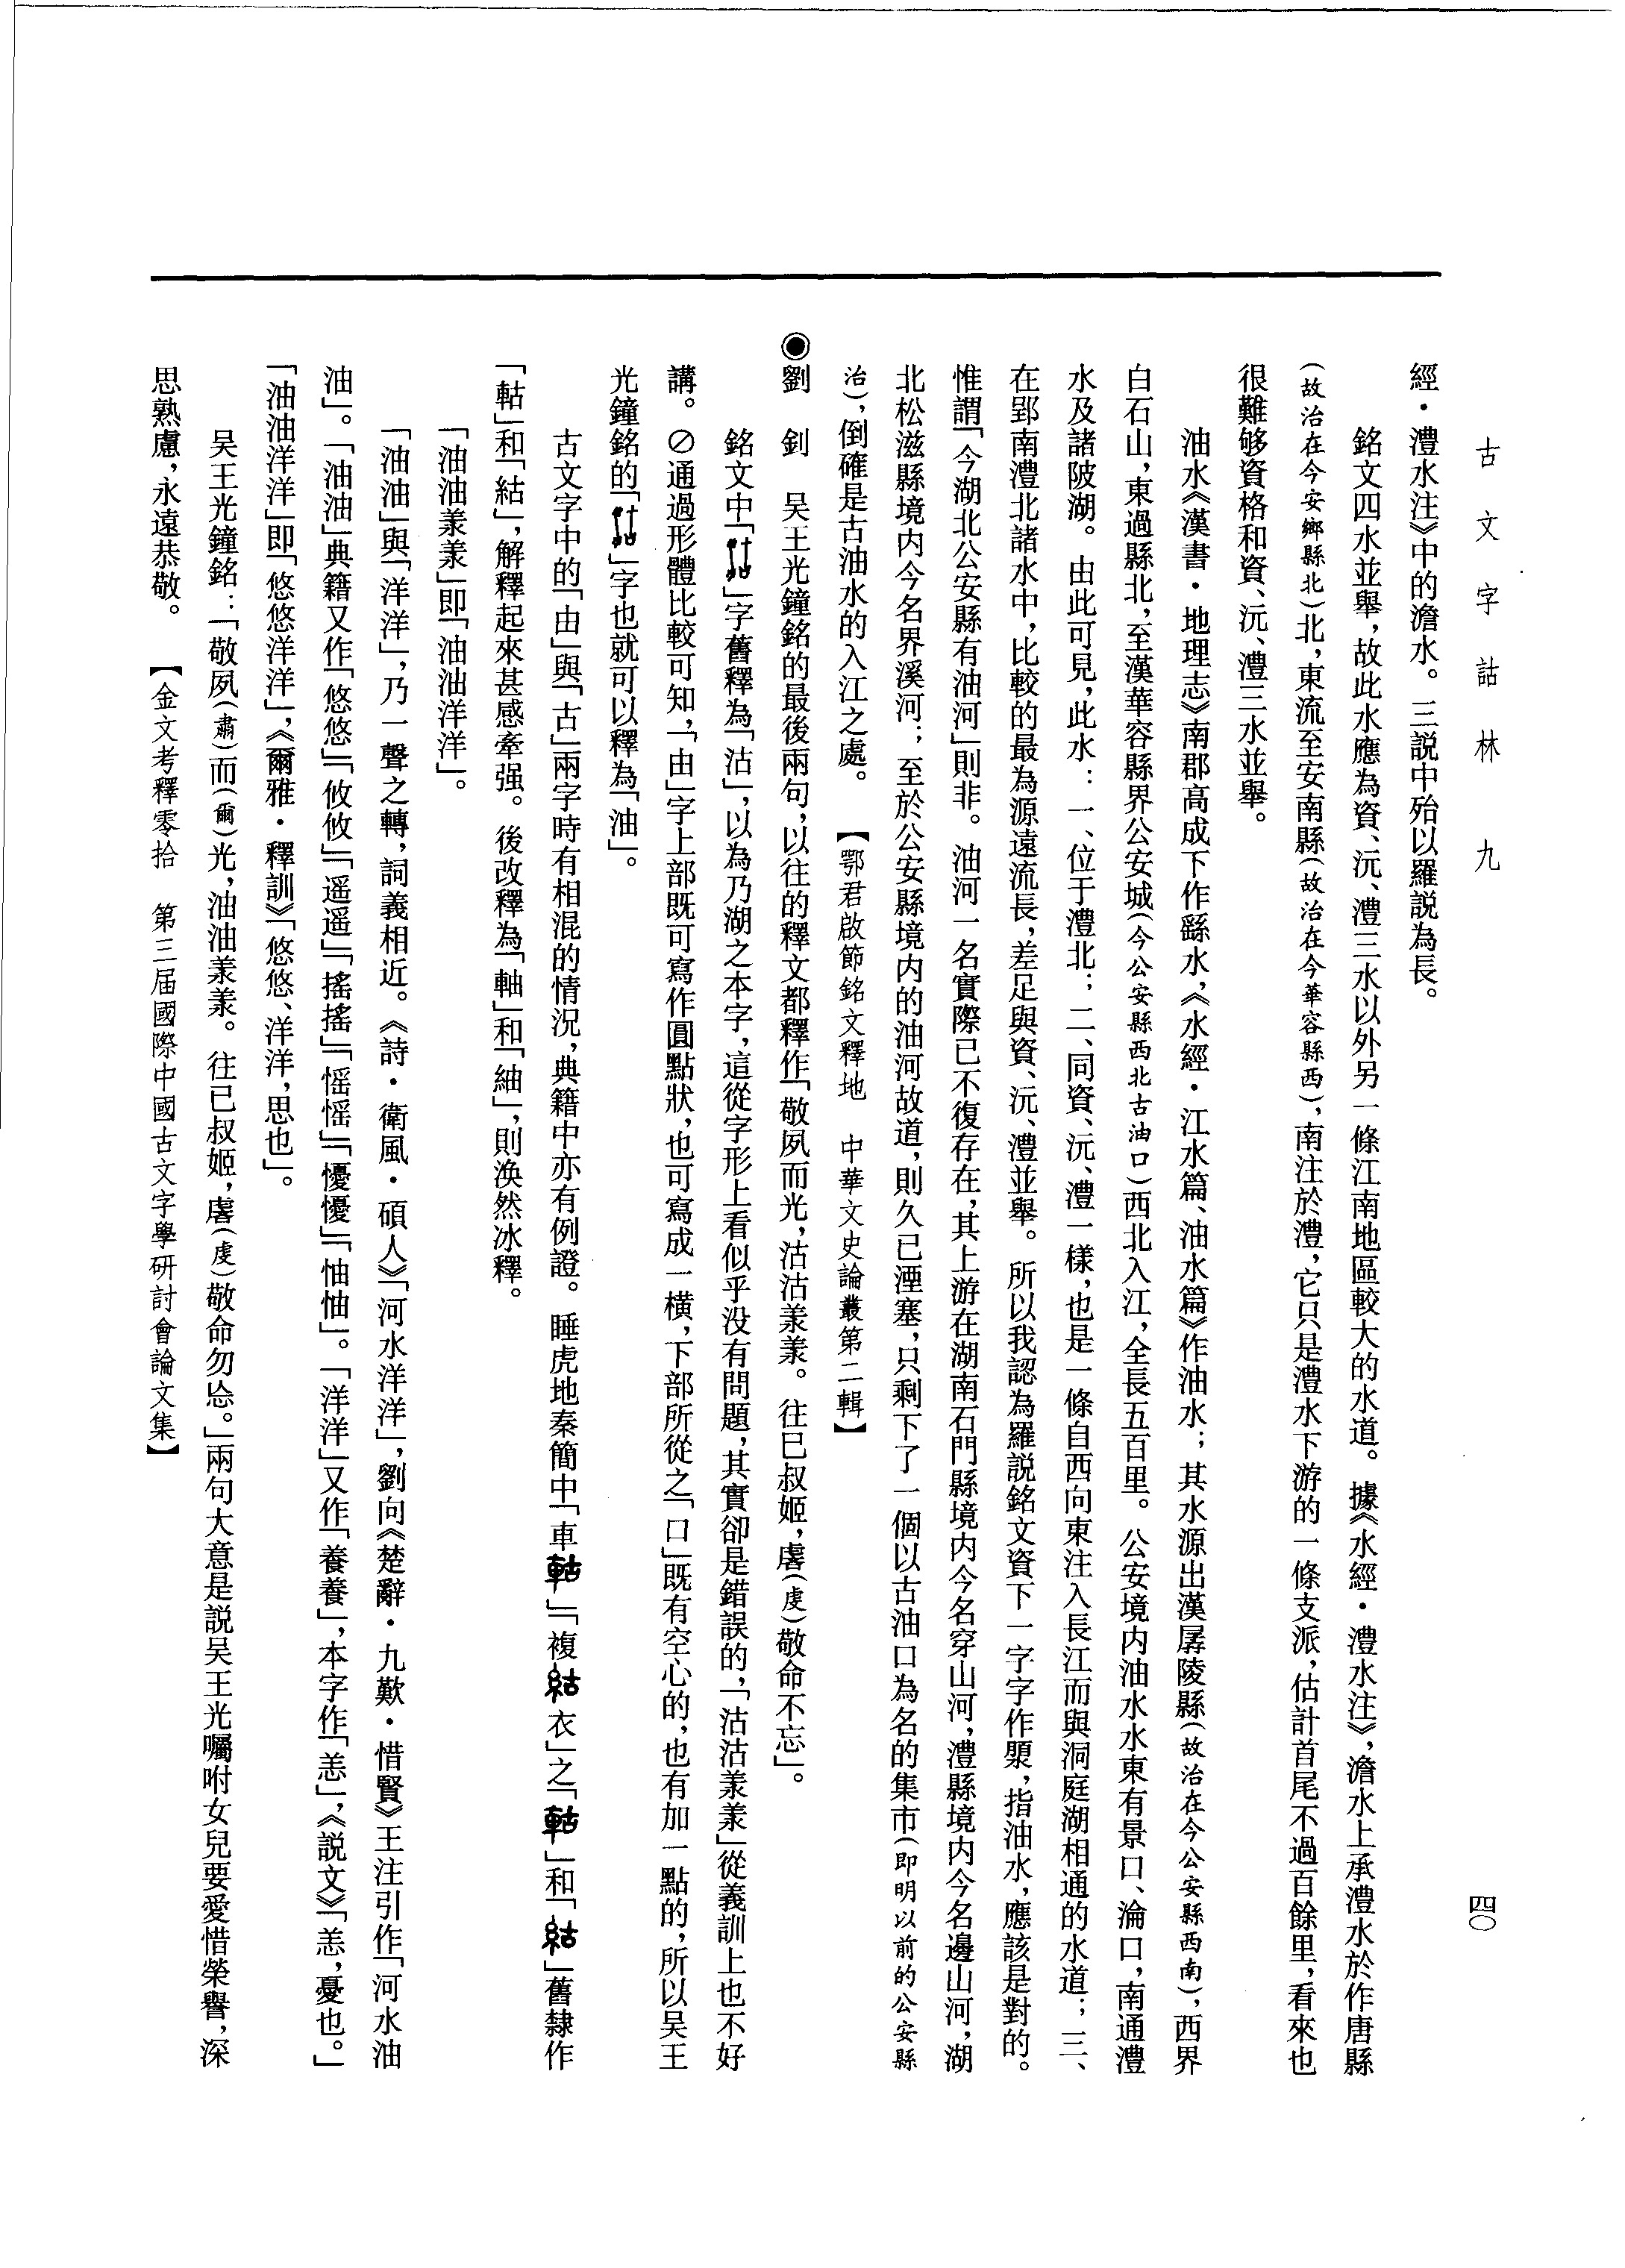 古文字詁林　九
四〇
經·澧水注》中的澹水。三説中殆以羅説為長。
銘文四水並舉，故此水應為資、沅、澧三水以外另一條江南地區較大的水道。據《水經·澧水注》，澹水上承澧水於作唐縣
（故治在今安鄉縣北）北，東流至安南縣（故治在今華容縣西），南注於澧，它只是澧水下游的一條支派，估計首尾不過百餘里，看來也
很難够資格和資、沅、澧三水並舉。
油水《漢書·地理志》南郡高成下作繇水，《水經·江水篇、油水篇》作油水；其水源出漢孱陵縣（故治在今公安縣西南），西界
白石山，東過縣北，至漢華容縣界公安城（今公安縣西北古油口）西北入江，全長五百里。公安境内油水水東有景口、淪口，南通澧
水及諸陂湖。由此可見，此水：一、位于澧北；二、同資、沅、澧一樣，也是一條自西向東注入長江而與洞庭湖相通的水道；三、
在郢南澧北諸水中，比較的最為源遠流長，差足與資、沅、澧並舉。所以我認為羅説銘文資下一字字作㴲，指油水，應該是對的。
惟謂「今湖北公安縣有油河」則非。油河一名實際已不復存在，其上游在湖南石門縣境内今名穿山河，澧縣境内今名邊山河，湖
北松滋縣境内今名界溪河；至於公安縣境内的油河故道，則久已湮塞，只剩下了一個以古油口為名的集市（即明以前的公安縣
治），倒確是古油水的入江之處。　【鄂君啟節銘文釋地　中華文史論叢第二輯】
◉劉　釗　吴王光鐘銘的最後兩句，以往的釋文都釋作「敬夙而光，沽沽羕羕。往巳叔姬，虘（虔）敬命不忘」。
銘文中「」字舊釋為「沽」，以為乃湖之本字，這從字形上看似乎没有問題，其實卻是錯誤的，「沽沽羕羕」從義訓上也不好
講。⊘通過形體比較可知，「由」字上部既可寫作圓點狀，也可寫成一横，下部所從之「口」既有空心的，也有加一點的，所以吴王
光鐘銘的「」字也就可以釋為「油」。
古文字中的「由」與「古」兩字時有相混的情況，典籍中亦有例證。睡虎地秦簡中「車」「複衣」之「」和「」舊隸作
「軲」和「結」，解釋起來甚感牽强。後改釋為「軸」和「紬」，則渙然冰釋。
「油油羕羕」即「油油洋洋」。
「油油」與「洋洋」，乃一聲之轉，詞義相近。《詩·衛風·碩人》「河水洋洋」，劉向《楚辭·九歎·惜賢》王注引作「河水油
油」。「油油」典籍又作「悠悠」「攸攸」「遥遥」「摇摇」「愮愮」「懮懮」「怞怞」。「洋洋」又作「養養」，本字作「恙」，《説文》「恙，憂也。」
「油油洋洋」即「悠悠洋洋」，《爾雅·釋訓》「悠悠、洋洋，思也」。
吴王光鐘銘：「敬夙（肅）而（爾）光，油油羕羕。往已叔姬，虘（虔）敬命勿忩。」兩句大意是説吴王光囑咐女兒要愛惜榮譽，深
思熟慮，永遠恭敬。　【金文考釋零拾　第三届國際中國古文字學研討會論文集】